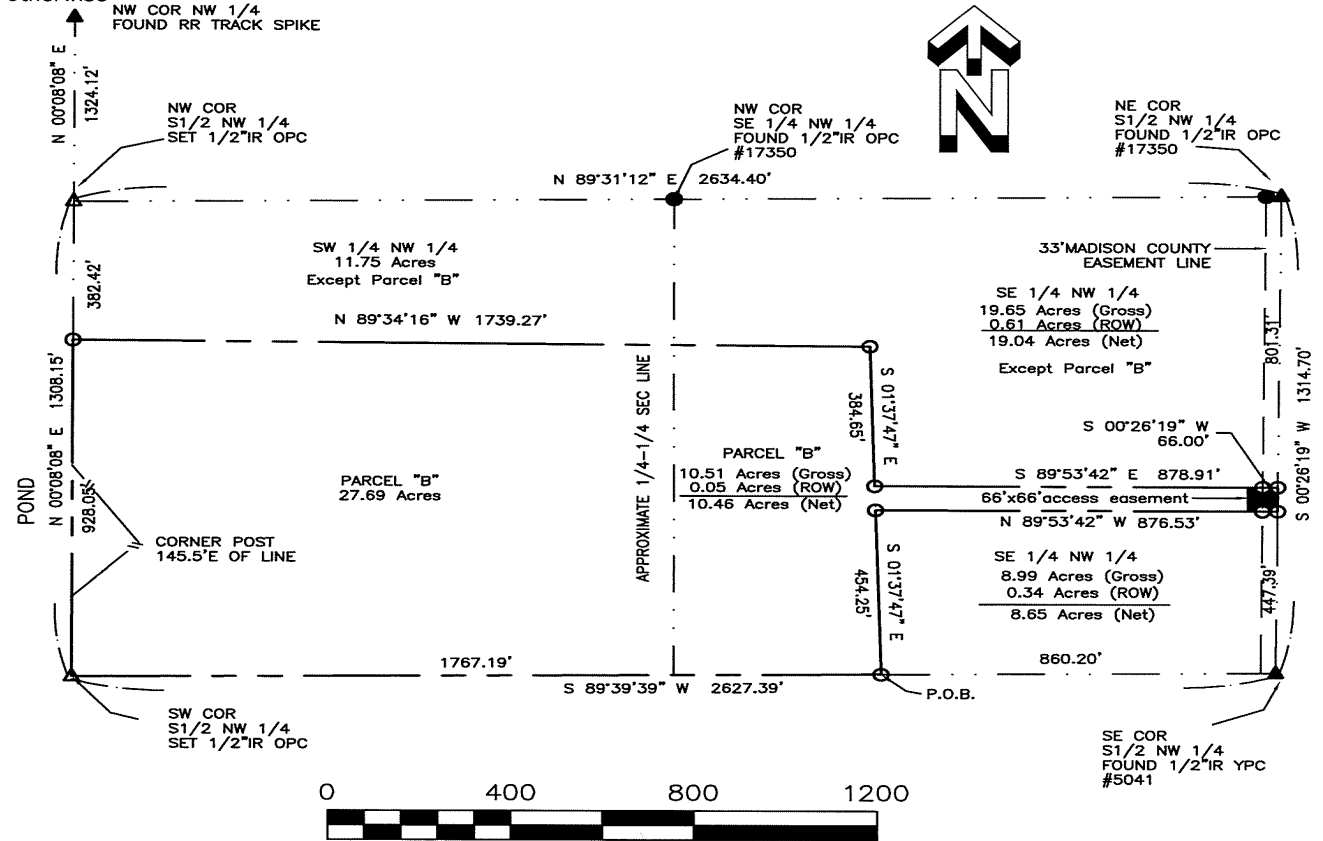 NW COR NW 1/4
FOUND RR TRACK SPIKE
N 00°08'08" E
1324.12'
NW COR
S1/2 NW 1/4
SET 1/2"IR OPC
NW COR
SE 1/4 NW 1/4
FOUND 1/2"IR OPC
#17350
N
NE COR
S1/2 NW 1/4
FOUND 1/2"IR OPC
#17350
N 89°31'12" E 2634.40'
SW 1/4 NW 1/4
11.75 Acres
Except Parcel "B"
382.42'
33'MADISON COUNTY
EASEMENT LINE
SE 1/4 NW 1/4
19.65 Acres (Gross)
0.61 Acres (ROW)
19.04 Acres (Net)
Except Parcel "B"
801.31'
S 00°26'19" W 1314.70'
N 89°34'16" W 1739.27'
N 00°08'08" E 1308.15'
928.05'
POND
APPROXIMATE 1/4-1/4 SEC LINE
S 01°37'47" E
384.65'
S 00°26'19" W
66.00'
PARCEL "B"
27.69 Acres
PARCEL "B"
10.51 Acres (Gross)
0.05 Acres (ROW)
10.46 Acres (Net)
S 89°53'42" E 878.91'
66'x66'access easement
N 89°53'42" W 876.53'
CORNER POST
145.5'E OF LINE
S 01°37'47" E
454.25'
SE 1/4 NW 1/4
8.99 Acres (Gross)
0.34 Acres (ROW)
8.65 Acres (Net)
447.39'
1767.19'
860.20'
S 89°39'39" W 2627.39'
P.O.B.
SW COR
S1/2 NW 1/4
SET 1/2"IR OPC
SE COR
S1/2 NW 1/4
FOUND 1/2"IR YPC
#5041
0 400 800 1200